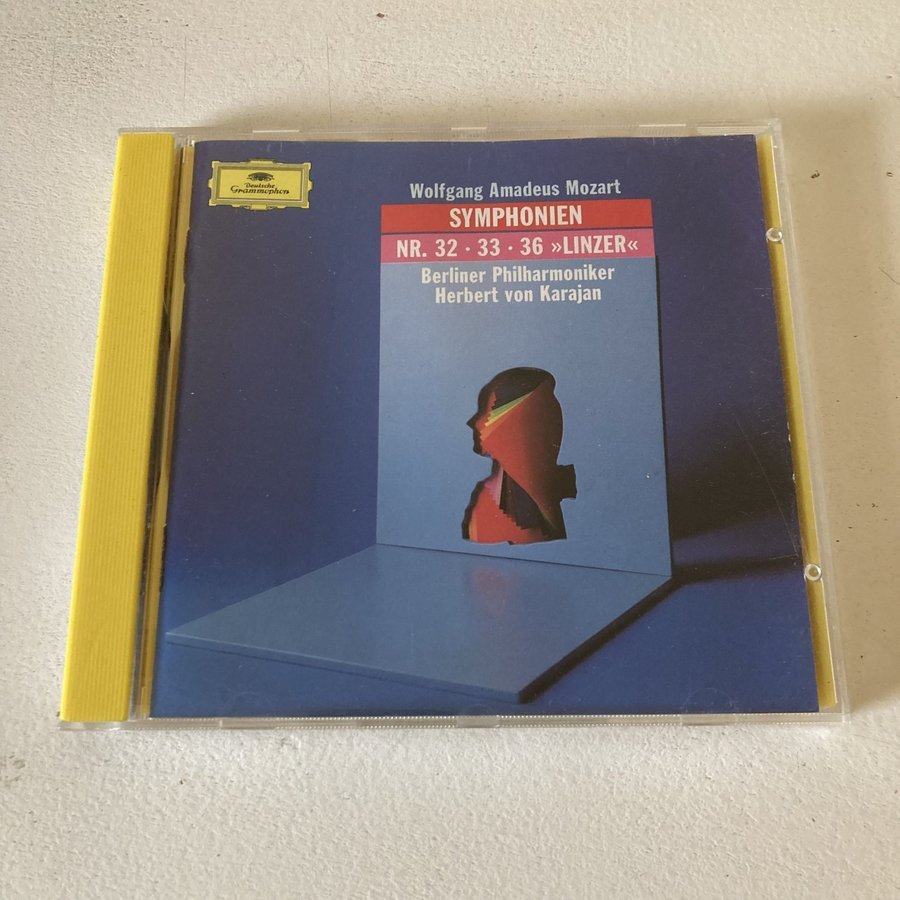 Deutsche
Grammophon
Wolfgang Amadeus Mozart
SYMPHONIEN
NR. 32 · 33 · 36 »LINZER«
Berliner Philharmoniker
Herbert von Karajan